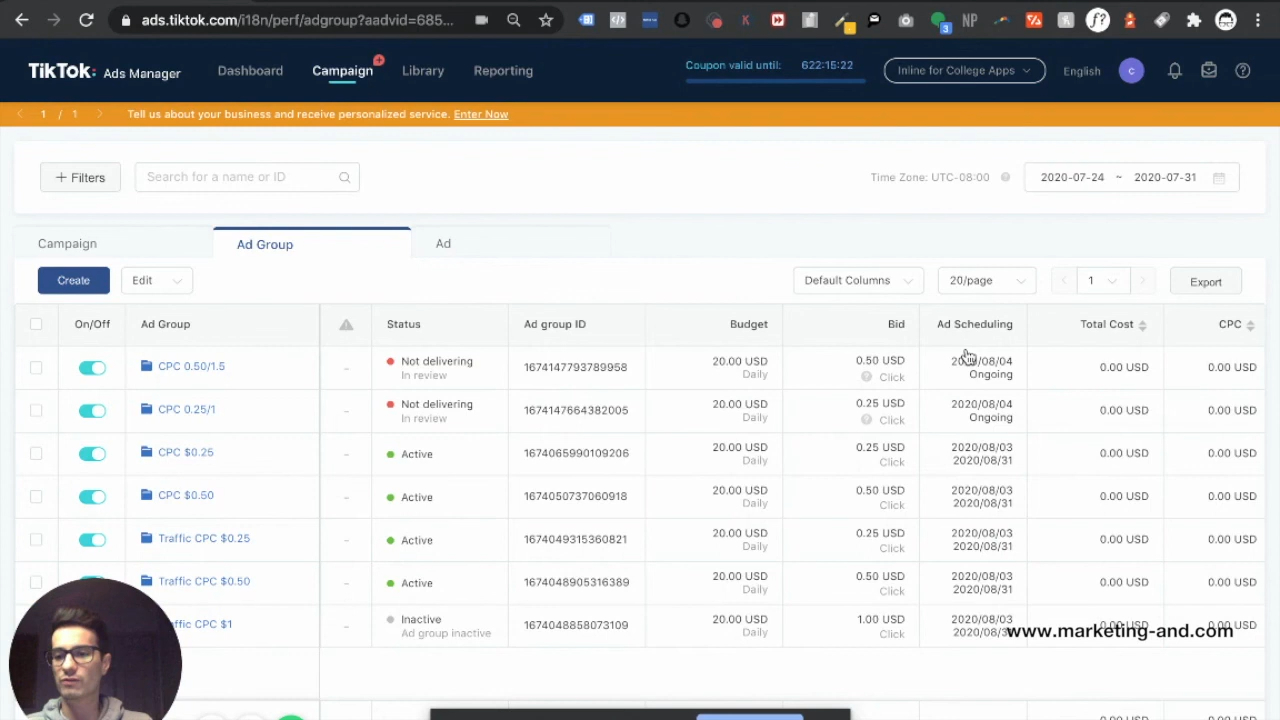 ads.tiktok.com/i18n/perf/adgroup?aadvid=685...
3
NP
f?
TikTok: Ads Manager
Dashboard
Campaign
Library
Reporting
Coupon valid until: 622:15:22
Inline for College Apps
English
C
1 / 1
Tell us about your business and receive personalized service. Enter Now
+ Filters
Search for a name or ID
Time Zone: UTC-08:00
2020-07-24 ~ 2020-07-31
Campaign
Ad Group
Ad
Create
Edit
Default Columns
20/page
1
Export
On/Off Ad Group Status Ad group ID Budget Bid Ad Scheduling Total Cost CPC
CPC 0.50/1.5 - Not delivering 1674147793789958 20.00 USD 0.50 USD 2020/08/04 0.00 USD 0.00 USD
In review Daily Click Ongoing
CPC 0.25/1 - Not delivering 1674147664382005 20.00 USD 0.25 USD 2020/08/04 0.00 USD 0.00 USD
In review Daily Click Ongoing
CPC $0.25 - Active 1674065990109206 20.00 USD 0.25 USD 2020/08/03 0.00 USD 0.00 USD
Daily Click 2020/08/31
CPC $0.50 - Active 1674050737060918 20.00 USD 0.50 USD 2020/08/03 0.00 USD 0.00 USD
Daily Click 2020/08/31
Traffic CPC $0.25 - Active 1674049315360821 20.00 USD 0.25 USD 2020/08/03 0.00 USD 0.00 USD
Daily Click 2020/08/31
Traffic CPC $0.50 - Active 1674048905316389 20.00 USD 0.50 USD 2020/08/03 0.00 USD 0.00 USD
Daily Click 2020/08/31
CPC $1 - Inactive 1674048858073109 20.00 USD 1.00 USD 2020/08/03 0.00 USD 0.00 USD
Ad group inactive Daily Click
www.marketing-and.com